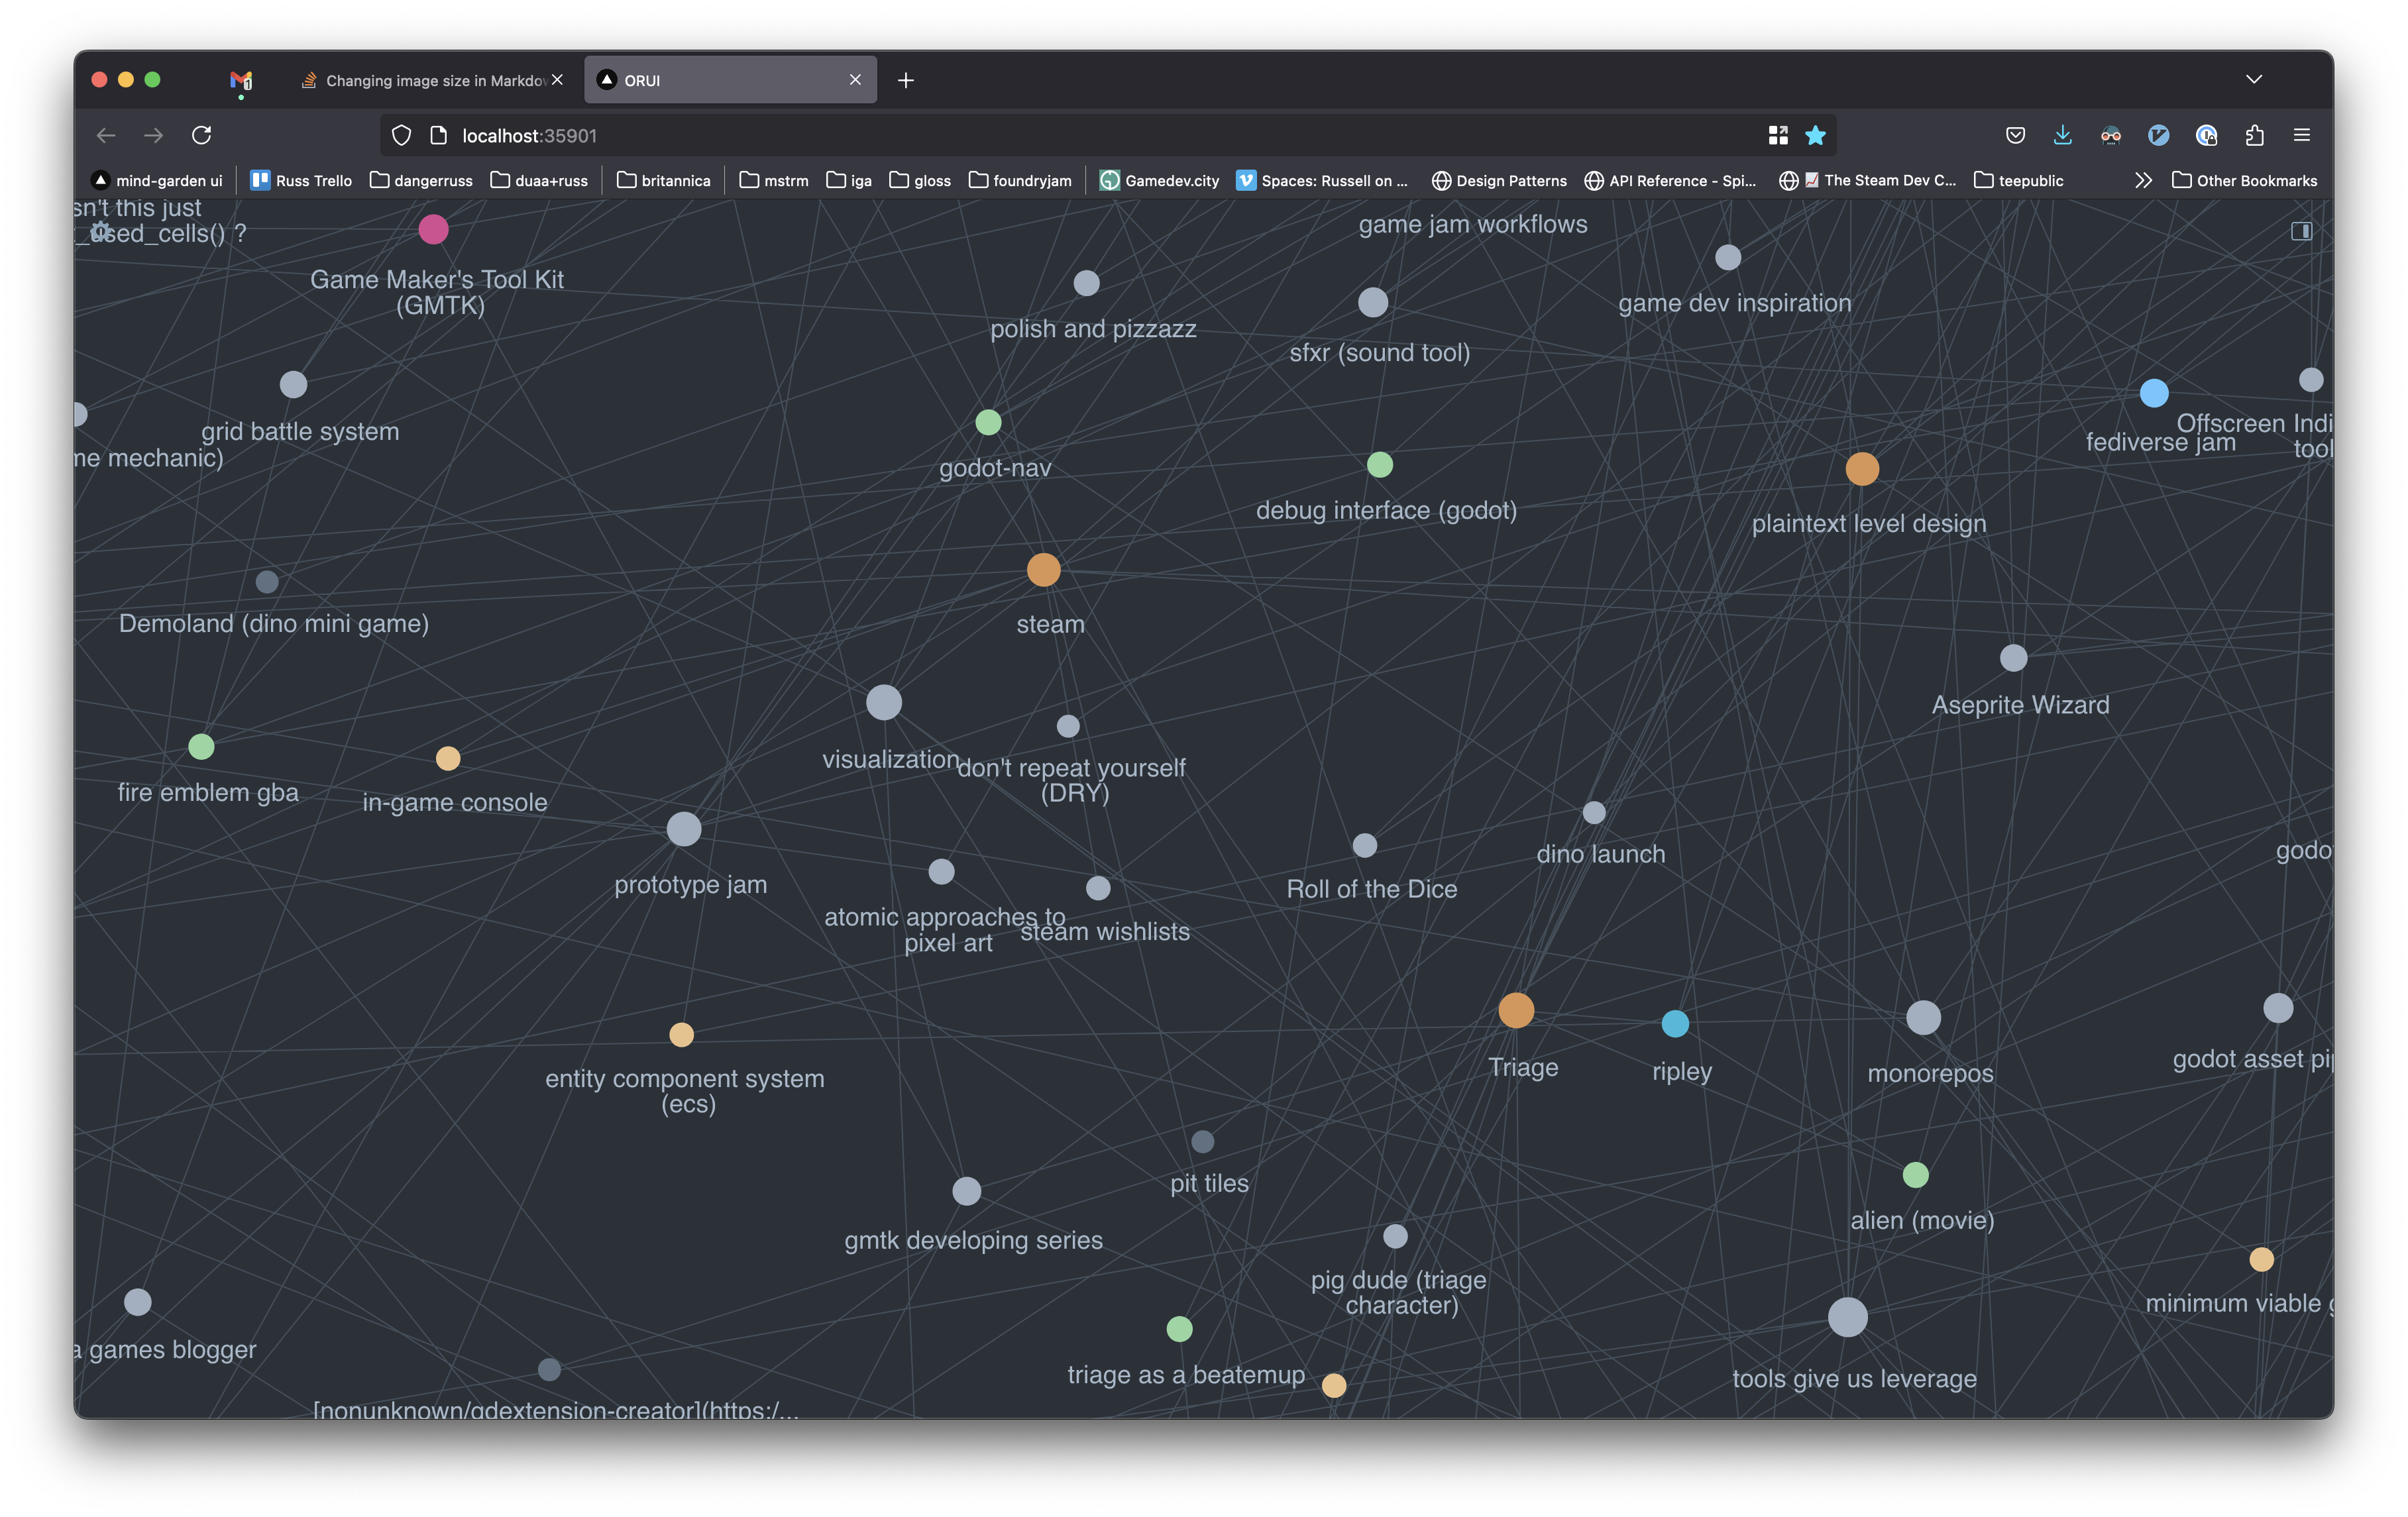 1
Changing image size in Markdo
ORUI
localhost:35901
mind-garden ui
Russ Trello
dangerruss
duaa+russ
britannica
mstrm
iga
gloss
foundryjam
Gamedev.city
Spaces: Russell on ...
Design Patterns
API Reference - Spi...
The Steam Dev C...
teepublic
Other Bookmarks
sn't this just
_used_cells() ?
game jam workflows
Game Maker's Tool Kit
(GMTK)
polish and pizzazz
sfxr (sound tool)
game dev inspiration
grid battle system
me mechanic)
godot-nav
debug interface (godot)
plaintext level design
fediverse jam
Offscreen Indi
tool
Demoland (dino mini game)
steam
Aseprite Wizard
visualization
don't repeat yourself
(DRY)
fire emblem gba
in-game console
prototype jam
atomic approaches to
pixel art
steam wishlists
Roll of the Dice
dino launch
godo
entity component system
(ecs)
Triage
ripley
monorepos
godot asset pi
pit tiles
alien (movie)
gmtk developing series
pig dude (triage
character)
minimum viable g
a games blogger
triage as a beatemup
tools give us leverage
[nonunknown/gdextension-creator](https:/...